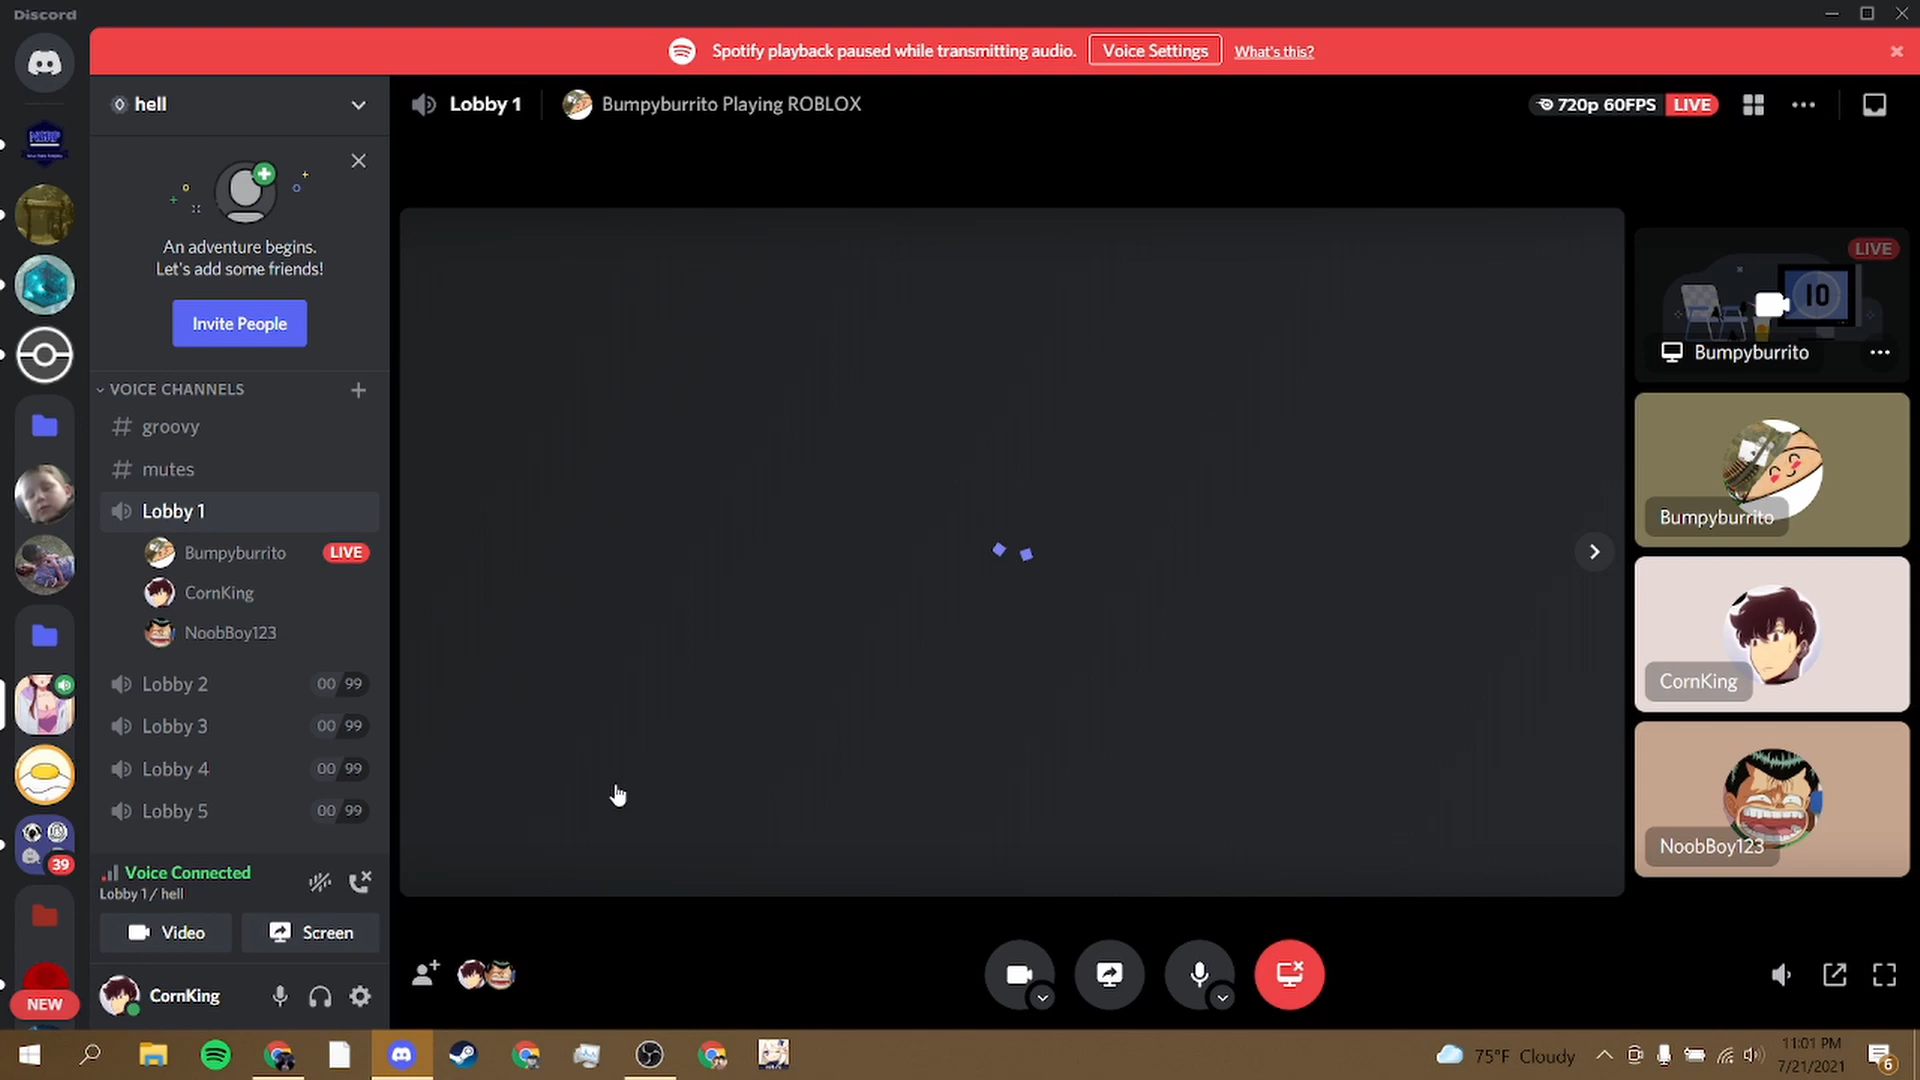 Discord
Spotify playback paused while transmitting audio. Voice Settings What's this?
hell
Lobby 1 Bumpyburrito Playing ROBLOX
720p 60FPS LIVE
An adventure begins.
Let's add some friends!
Invite People
VOICE CHANNELS
groovy
mutes
Lobby 1
Bumpyburrito LIVE
CornKing
NoobBoy123
Lobby 2 00 99
Lobby 3 00 99
Lobby 4 00 99
Lobby 5 00 99
Voice Connected
Lobby 1 / hell
Video Screen
CornKing
39
NEW
LIVE
10
Bumpyburrito
Bumpyburrito
CornKing
NoobBoy123
75°F Cloudy
11:01 PM
7/21/2021
6